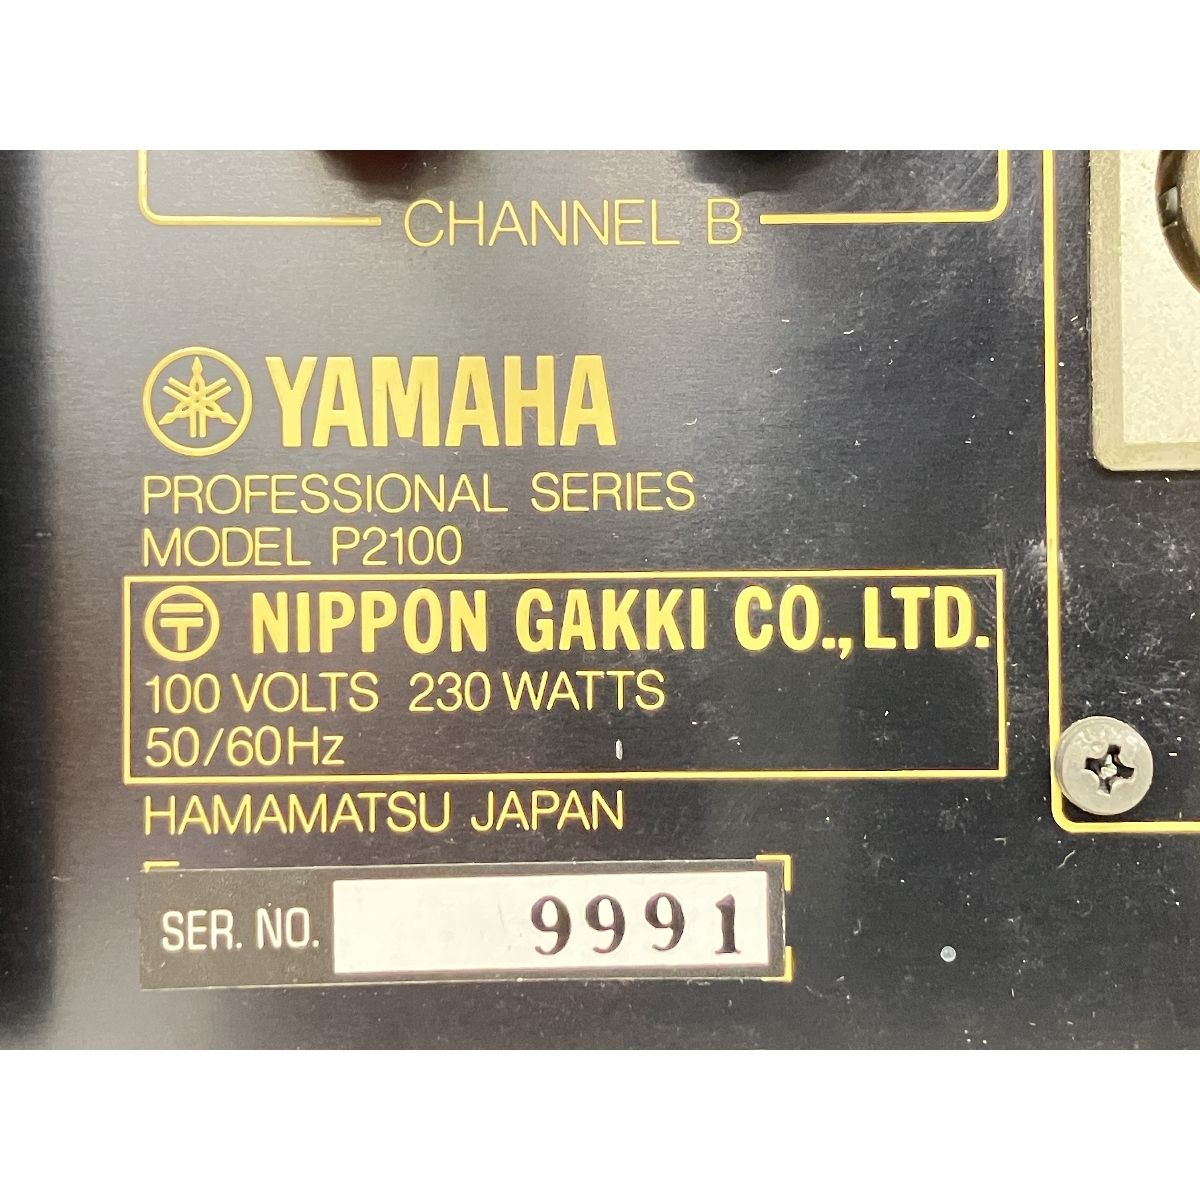 CHANNEL B
YAMAHA
PROFESSIONAL SERIES
MODEL P2100
〒 NIPPON GAKKI CO., LTD.
100 VOLTS 230 WATTS
50/60Hz
HAMAMATSU JAPAN
SER. NO. 9991